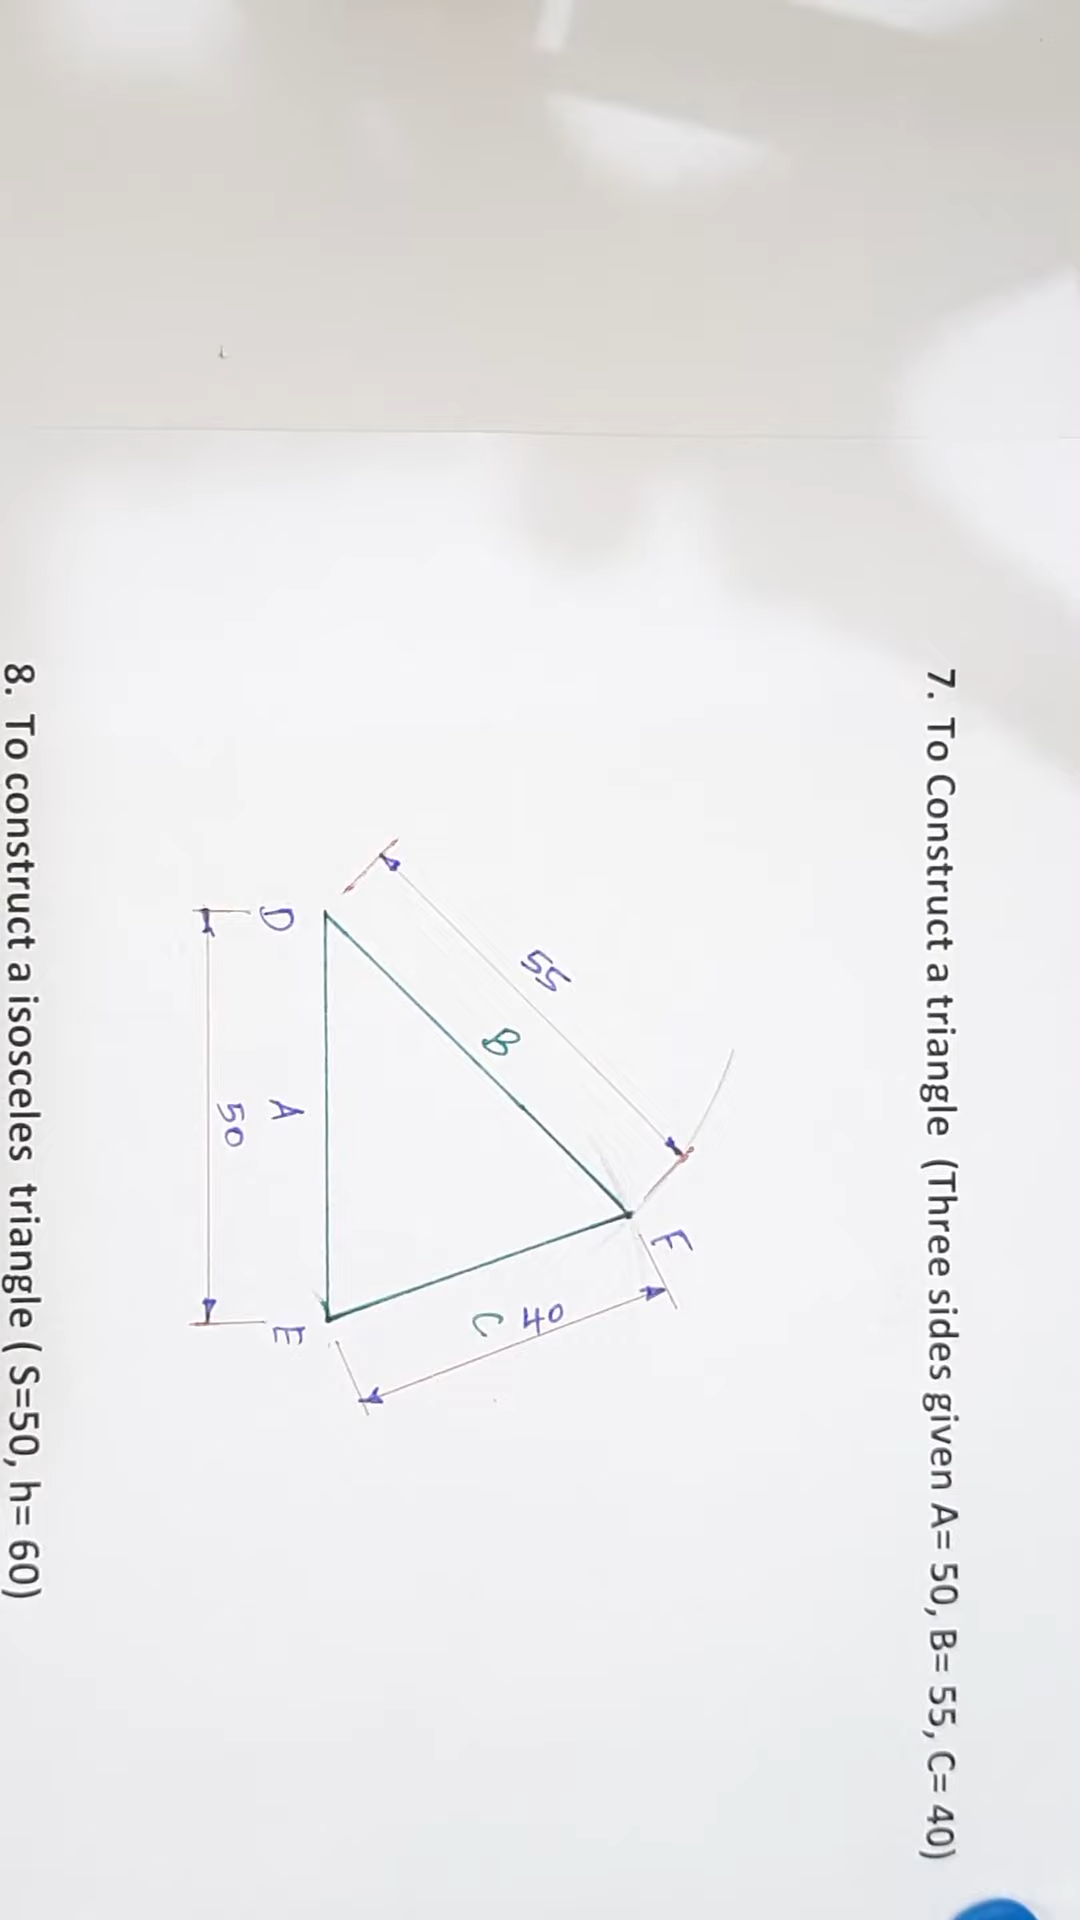 7. To Construct a triangle (Three sides given A= 50, B= 55, C= 40)
55
B
F
C 40
D
A
E
50
8. To construct a isosceles triangle ( S=50, h= 60)